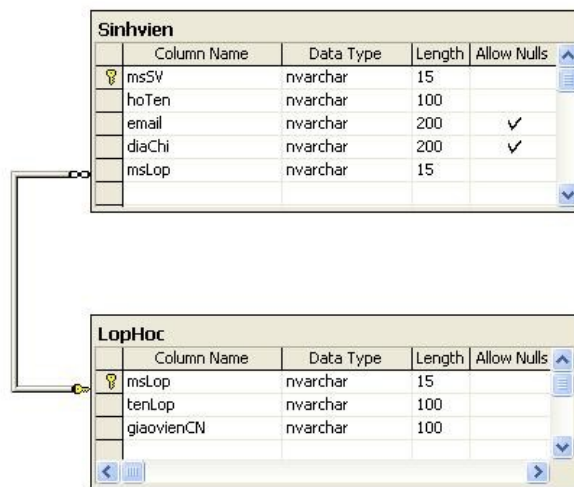 Sinhvien
Column Name Data Type Length Allow Nulls
msSV nvarchar 15
hoTen nvarchar 100
email nvarchar 200
diaChi nvarchar 200
msLop nvarchar 15
LopHoc
Column Name Data Type Length Allow Nulls
msLop nvarchar 15
tenLop nvarchar 100
giaovienCN nvarchar 100